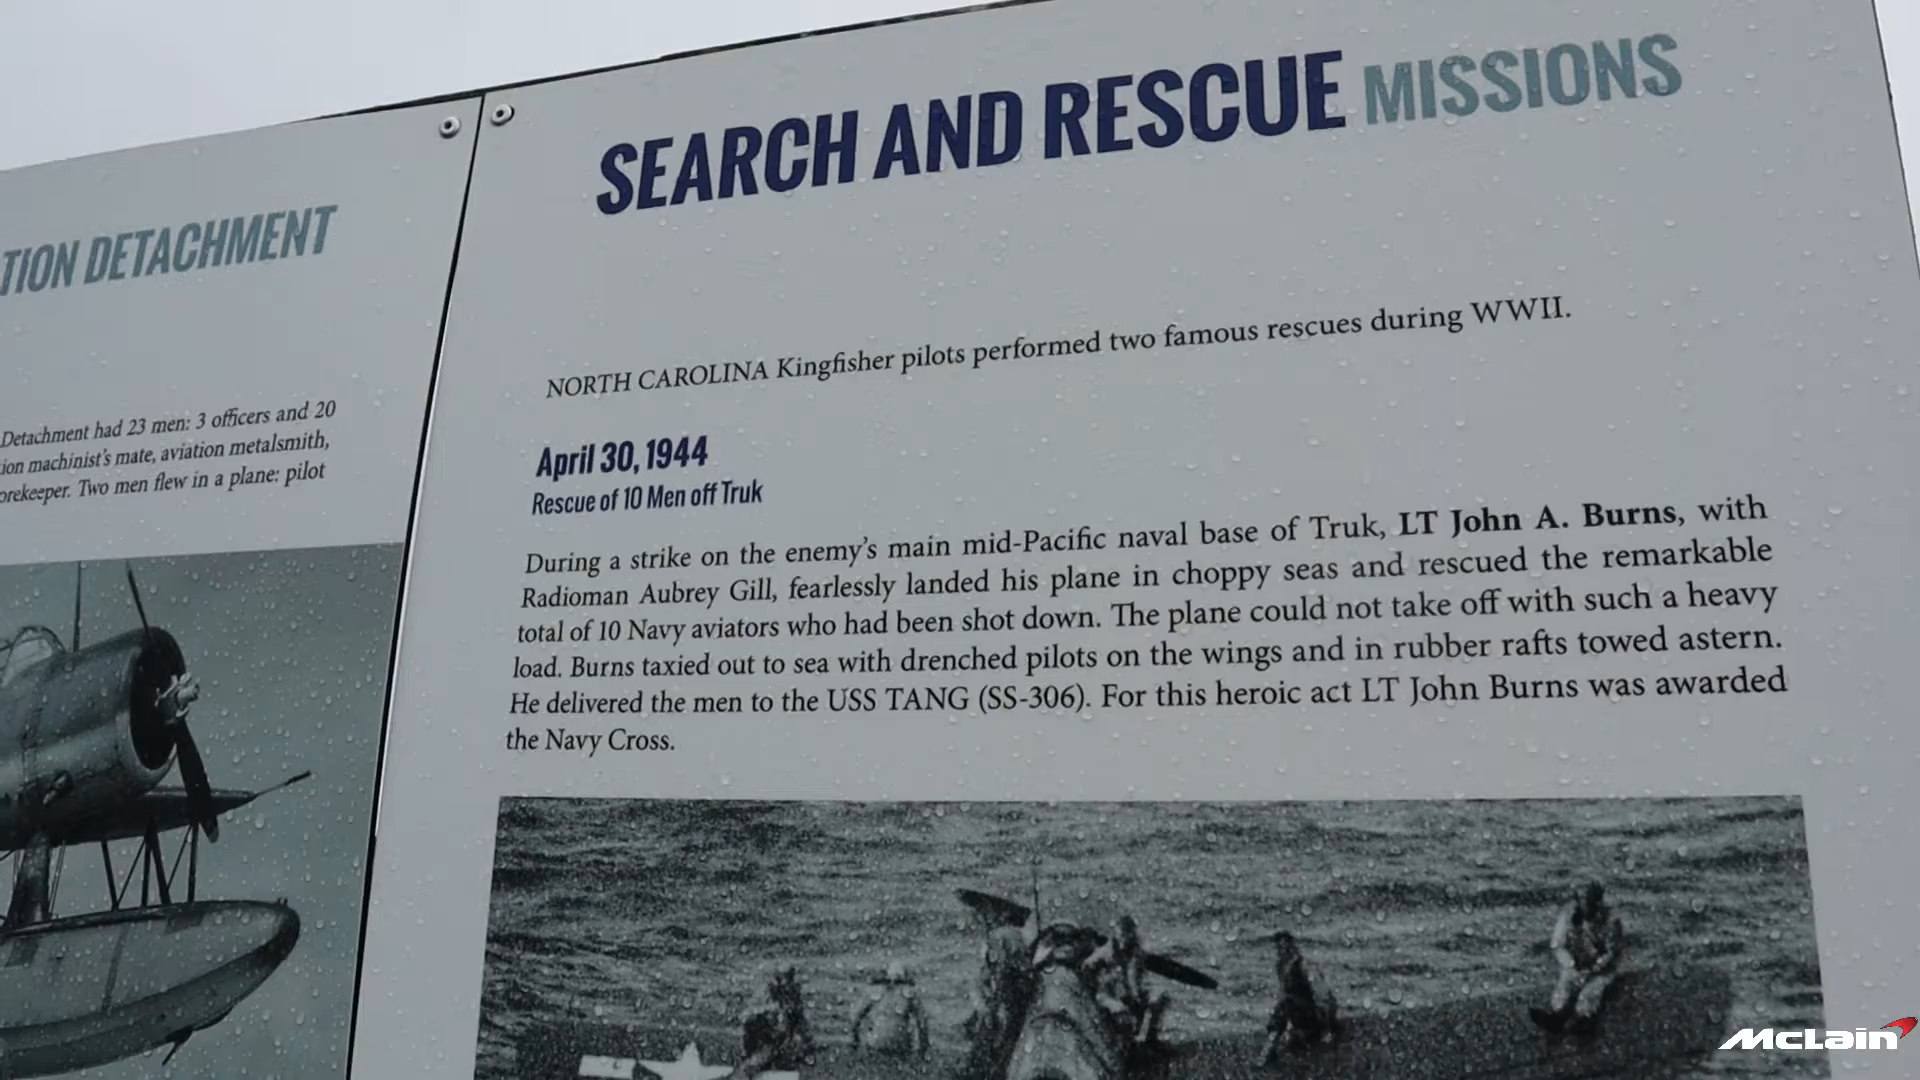 TION DETACHMENT
Detachment had 23 men: 3 officers and 20
ion machinist's mate, aviation metalsmith,
orekeeper. Two men flew in a plane: pilot
SEARCH AND RESCUE MISSIONS
NORTH CAROLINA Kingfisher pilots performed two famous rescues during WWII.
April 30, 1944
Rescue of 10 Men off Truk
During a strike on the enemy's main mid-Pacific naval base of Truk, LT John A. Burns, with
Radioman Aubrey Gill, fearlessly landed his plane in choppy seas and rescued the remarkable
total of 10 Navy aviators who had been shot down. The plane could not take off with such a heavy
load. Burns taxied out to sea with drenched pilots on the wings and in rubber rafts towed astern.
He delivered the men to the USS TANG (SS-306). For this heroic act LT John Burns was awarded
the Navy Cross.
McLain